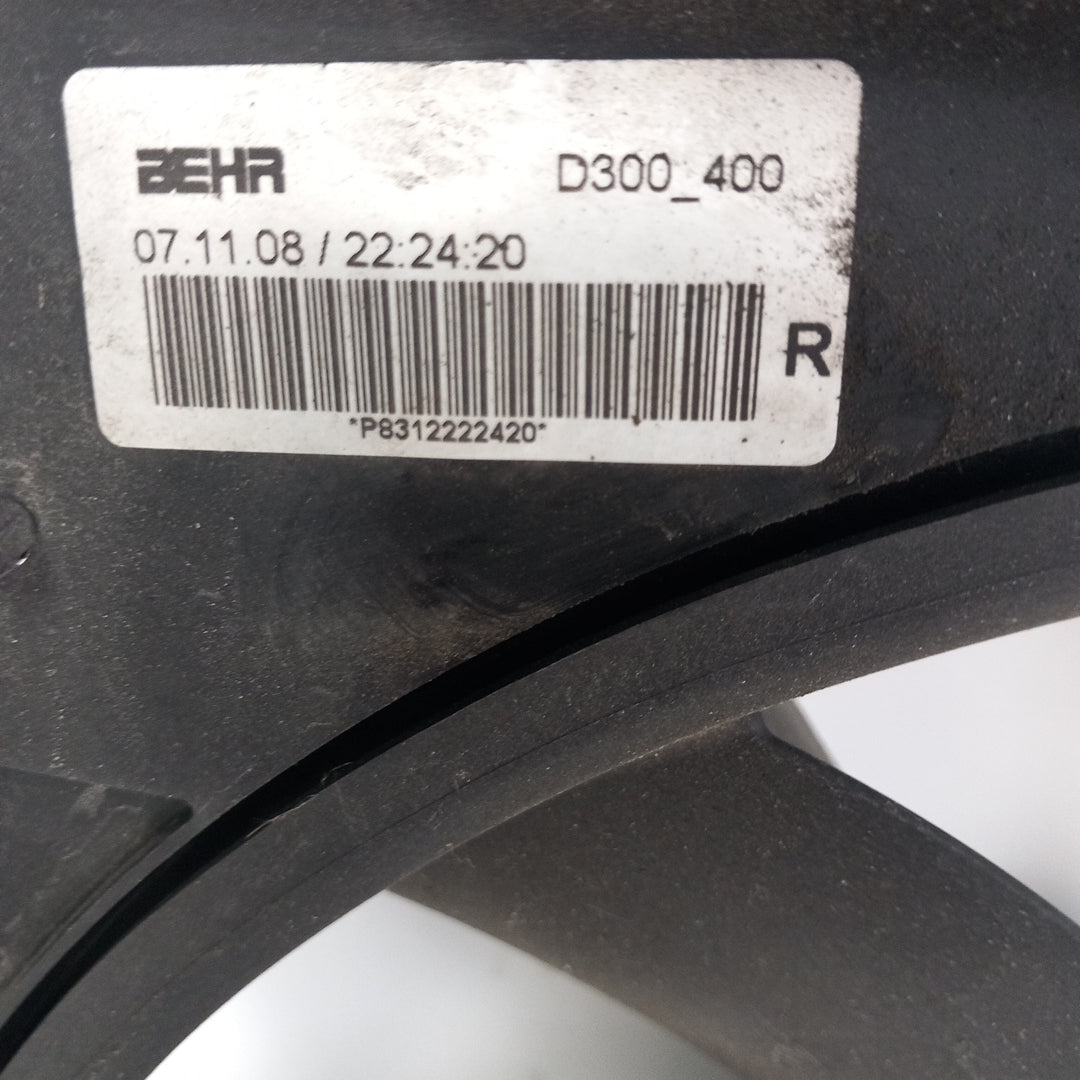 BEHR D300_400
07.11.08 / 22:24:20
R
*P8312222420*